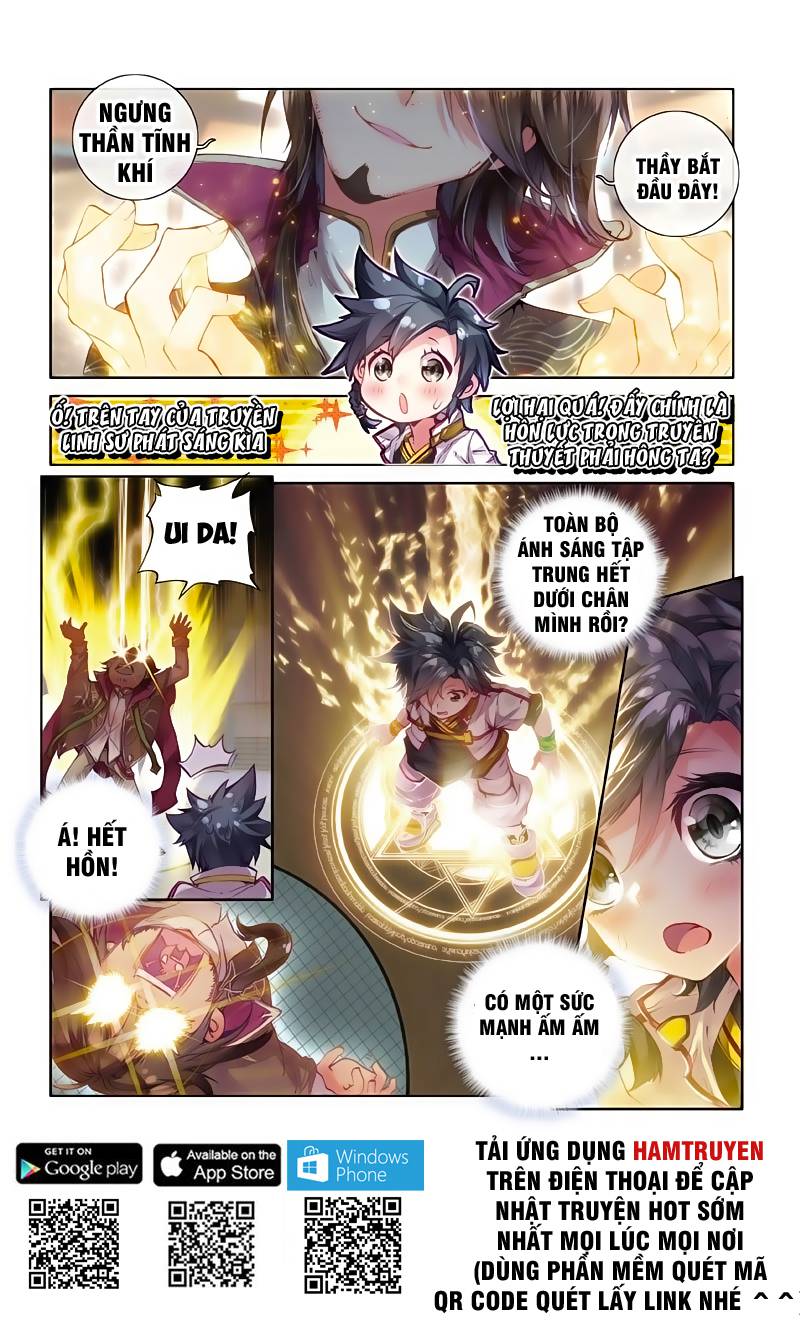 NGƯNG
THẦN TĨNH
KHÍ
THẦY BẮT
ĐẦU ĐÂY!
Ố! TRÊN TAY CỦA TRUYỀN
LINH SƯ PHÁT SÁNG KÌA
LỢI HẠI QUÁ! ĐẤY CHÍNH LÀ
HỒN LỰC TRONG TRUYỀN
THUYẾT PHẢI HÔNG TA?
UI DA!
TOÀN BỘ
ÁNH SÁNG TẬP
TRUNG HẾT
DƯỚI CHÂN
MÌNH RỒI?
Á! HẾT
HỒN!
CÓ MỘT SỨC
MẠNH ẤM ẤM
...
GET IT ON
Google play
Available on the
App Store
Windows
Phone
TẢI ỨNG DỤNG HAMTRUYEN
TRÊN ĐIỆN THOẠI ĐỂ CẬP
NHẬT TRUYỆN HOT SỚM
NHẤT MỌI LÚC MỌI NƠI
(DÙNG PHẦN MỀM QUÉT MÃ
QR CODE QUÉT LẤY LINK NHÉ ^ ^)